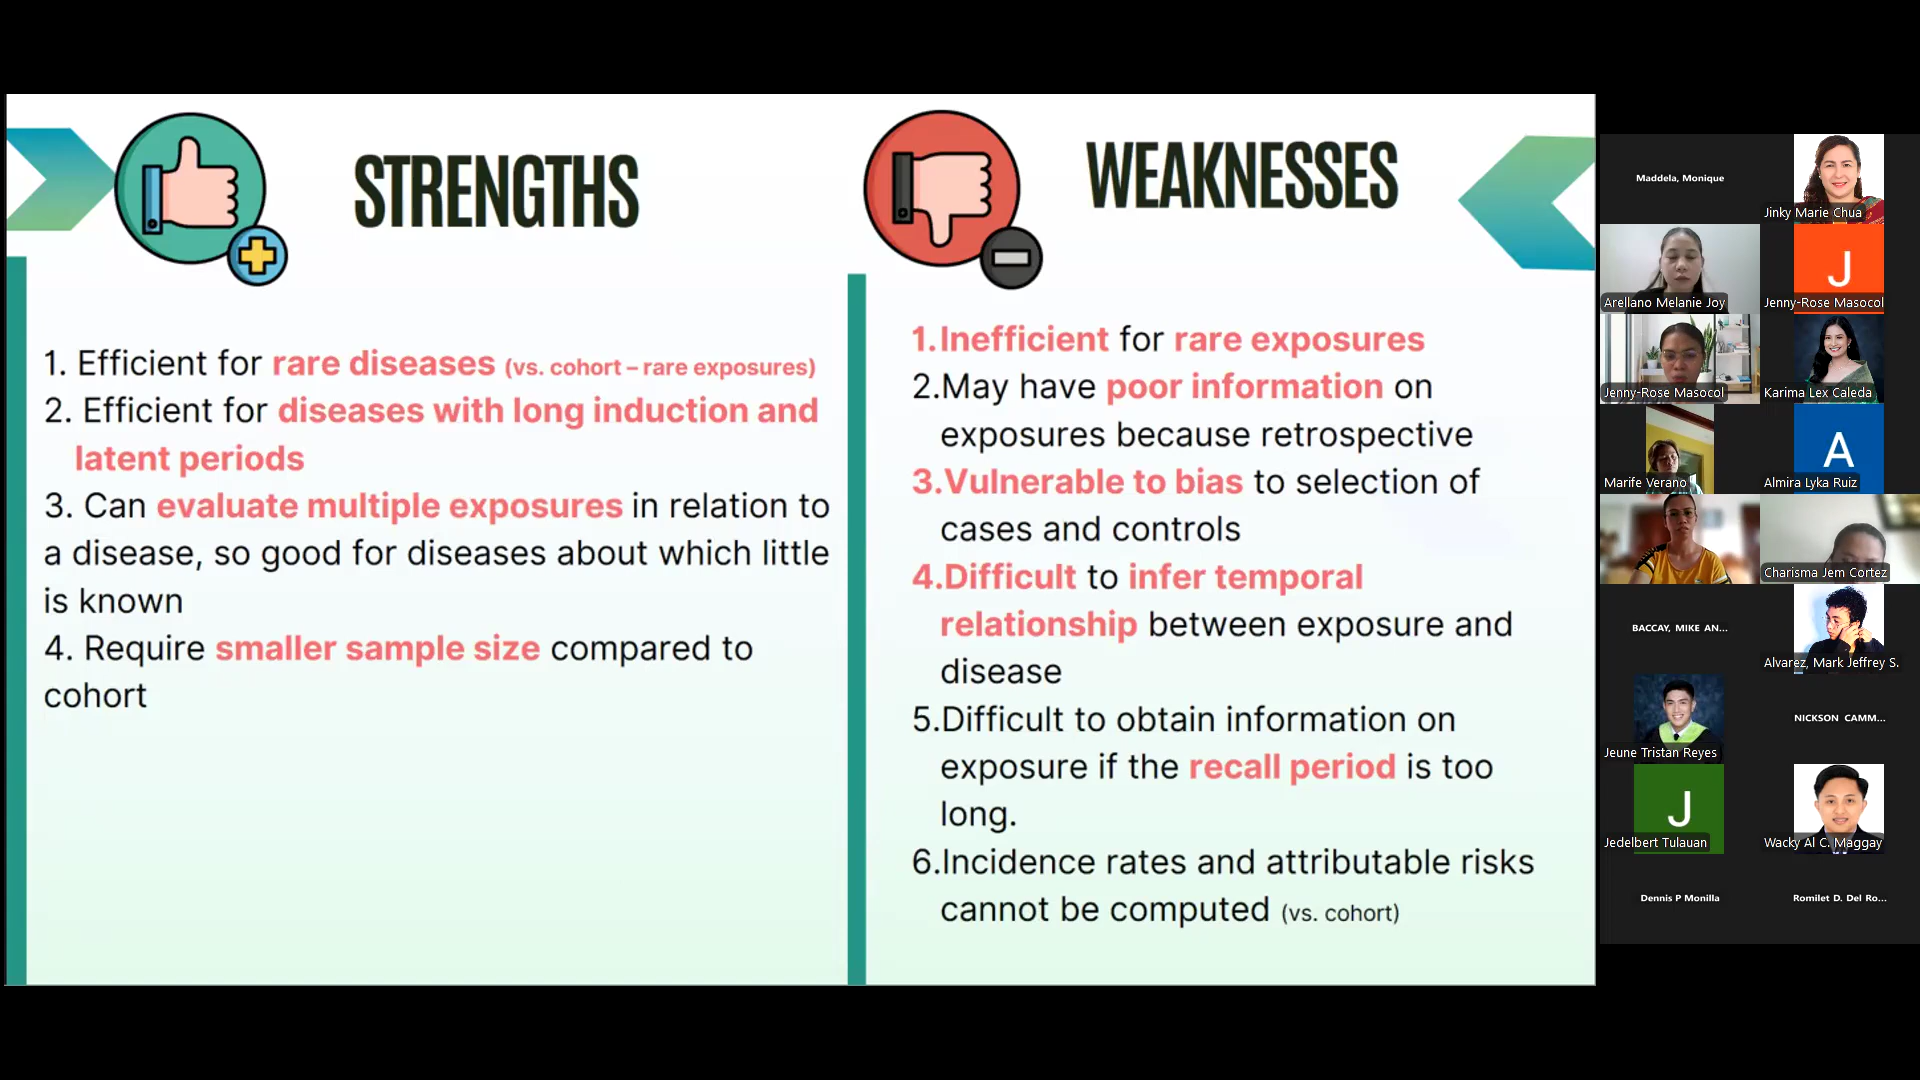 STRENGTHS
1. Efficient for rare diseases (vs. cohort – rare exposures)
2. Efficient for diseases with long induction and
latent periods
3. Can evaluate multiple exposures in relation to
a disease, so good for diseases about which little
is known
4. Require smaller sample size compared to
cohort
WEAKNESSES
1.Inefficient for rare exposures
2.May have poor information on
exposures because retrospective
3.Vulnerable to bias to selection of
cases and controls
4.Difficult to infer temporal
relationship between exposure and
disease
5.Difficult to obtain information on
exposure if the recall period is too
long.
6.Incidence rates and attributable risks
cannot be computed (vs. cohort)
Maddela, Monique
Jinky Marie Chua
Arellano Melanie Joy
J
Jenny-Rose Masocol
Jenny-Rose Masocol
Karima Lex Caleda
Marife Verano
A
Almira Lyka Ruiz
Charisma Jem Cortez
BACCAY, MIKE AN...
Alvarez, Mark Jeffrey S.
Jeune Tristan Reyes
NICKSON CAMM...
J
Jedelbert Tulauan
Wacky Al C. Maggay
Dennis P Monilla
Romilet D. Del Ro...